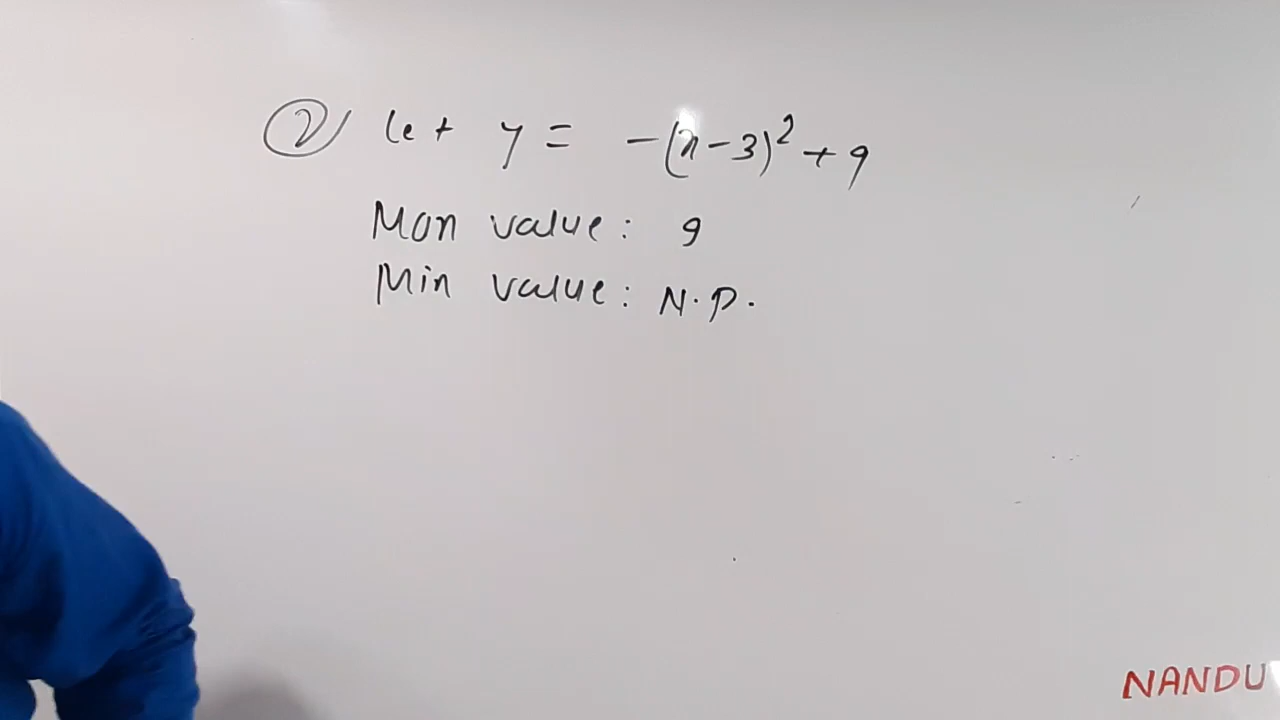 ② let y = -(x-3)² + 9
Max value: 9
Min value: N.P.
NANDU